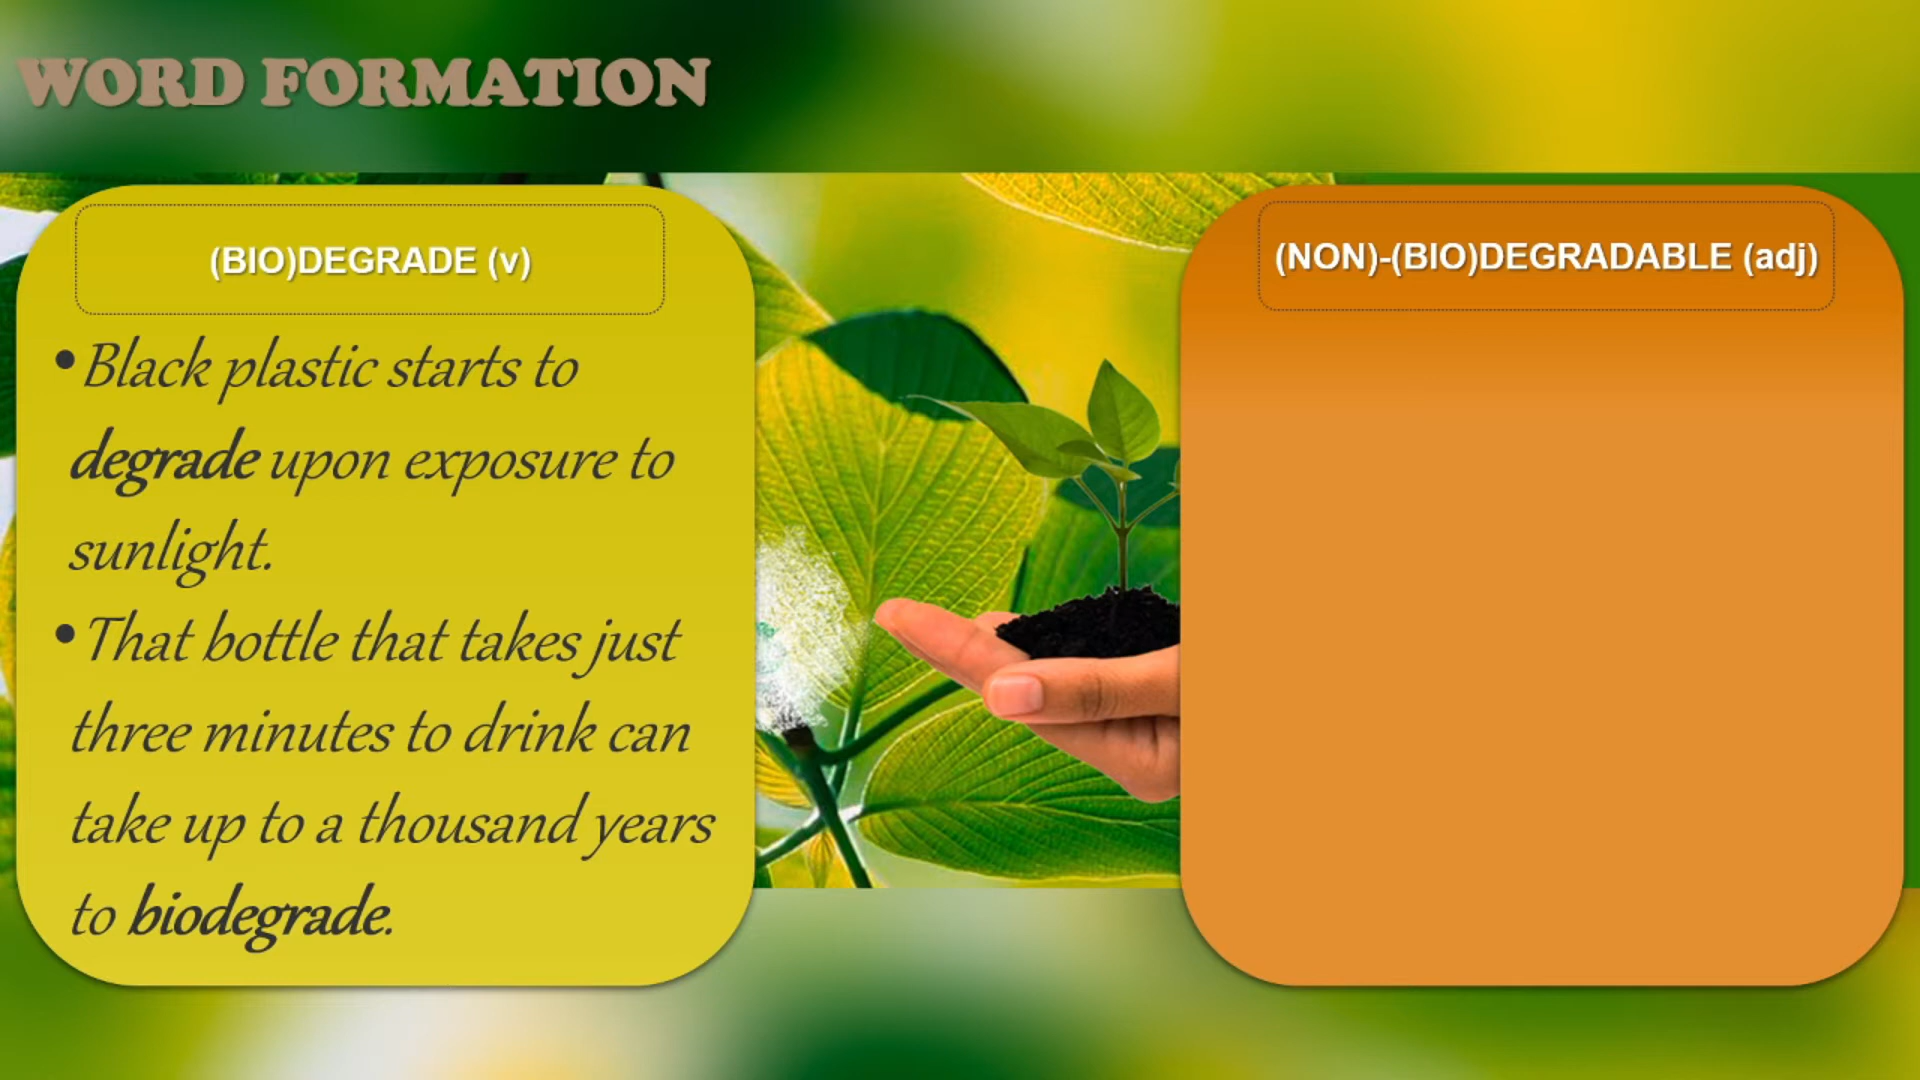 WORD FORMATION
(BIO)DEGRADE (v)
•Black plastic starts to
degrade upon exposure to
sunlight.
•That bottle that takes just
three minutes to drink can
take up to a thousand years
to biodegrade.
(NON)-(BIO)DEGRADABLE (adj)